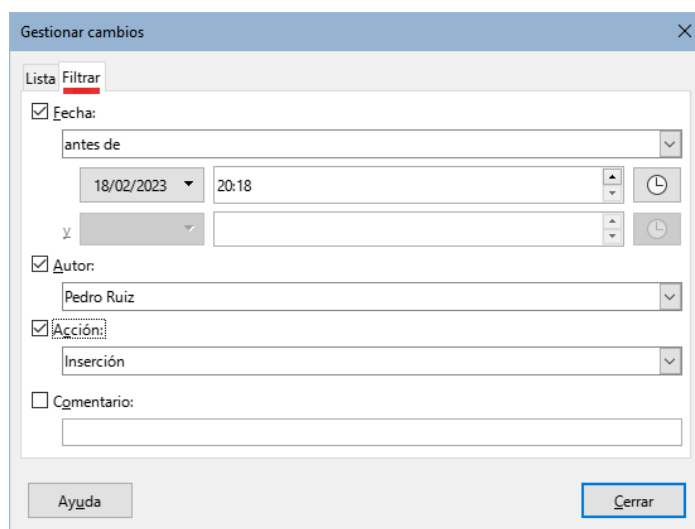 Gestionar cambios
Lista Filtrar
Fecha:
antes de
18/02/2023 20:18
y
Autor:
Pedro Ruiz
Acción:
Inserción
Comentario:
Ayuda Cerrar